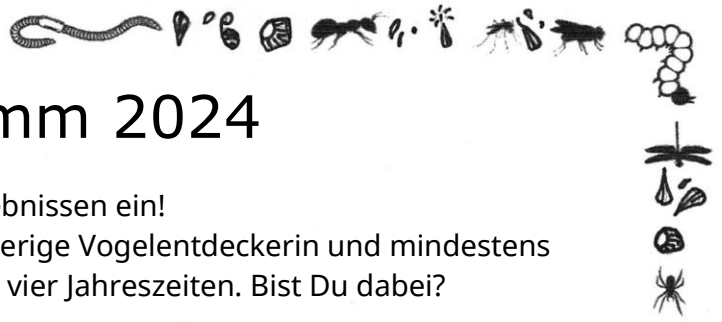 mm 2024
bnissen ein!
erige Vogelentdeckerin und mindestens
vier Jahreszeiten. Bist Du dabei?